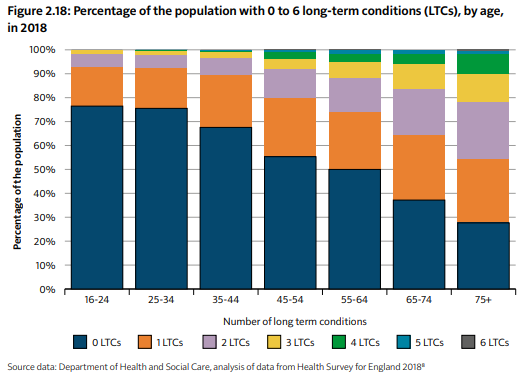 Figure 2.18: Percentage of the population with 0 to 6 long-term conditions (LTCs), by age,
in 2018
Percentage of the population
100%
90%
80%
70%
60%
50%
40%
30%
20%
10%
0%
16-24 25-34 35-44 45-54 55-64 65-74 75+
Number of long term conditions
0 LTCs 1 LTCs 2 LTCs 3 LTCs 4 LTCs 5 LTCs 6 LTCs
Source data: Department of Health and Social Care, analysis of data from Health Survey for England 2018⁸